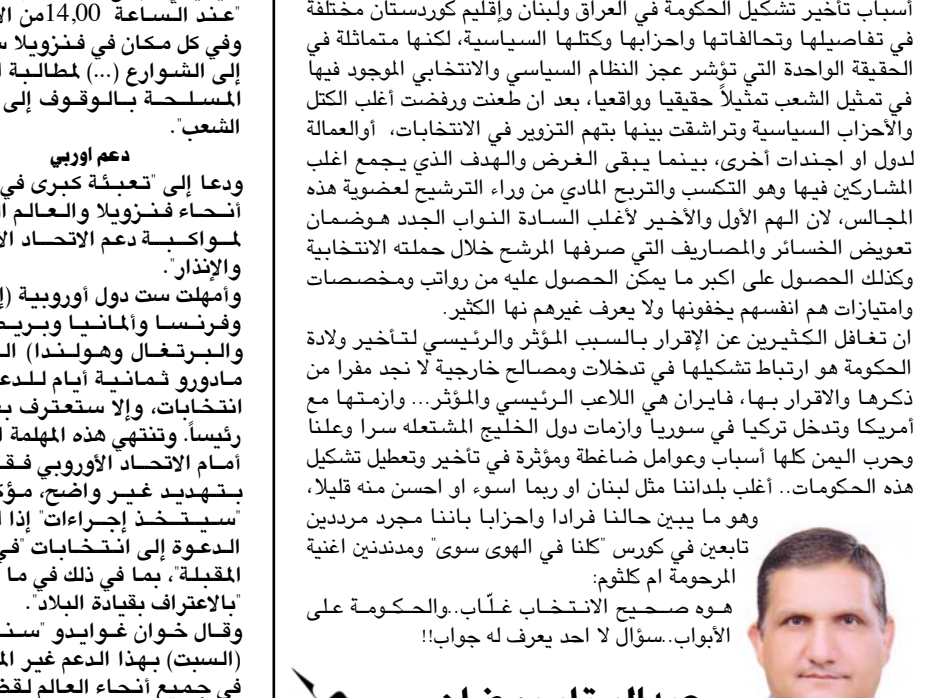 أسباب تأخير تشكيل الحكومة في العراق ولبنان وإقليم كوردستان مختلفة
في تفاصيلها وتحالفاتها واحزابها وكتلها السياسية، لكنها متماثلة في
الحقيقة الواحدة التي تؤشر عجز النظام السياسي والانتخابي الموجود فيها
في تمثيل الشعب تمثيلاً حقيقيا وواقعيا، بعد ان طعنت ورفضت أغلب الكتل
والأحزاب السياسية وتراشقت بينها بتهم التزوير في الانتخابات، أوالعمالة
لدول او اجندات أخرى، بينما يبقى الغرض والهدف الذي يجمع اغلب
المشاركين فيها وهو التكسب والتربح المادي من وراء الترشيح لعضوية هذه
المجالس، لان الهم الأول والأخير لأغلب السادة النواب الجدد هوضمان
تعويض الخسائر والمصاريف التي صرفها المرشح خلال حملته الانتخابية
وكذلك الحصول على اكبر ما يمكن الحصول عليه من رواتب ومخصصات
وامتيازات هم انفسهم يخفونها ولا يعرف غيرهم نها الكثير.
ان تغافل الكثيرين عن الإقرار بالسبب المؤثر والرئيسي لتأخير ولادة
الحكومة هو ارتباط تشكيلها في تدخلات ومصالح خارجية لا نجد مفرا من
ذكرها والاقرار بها، فايران هي اللاعب الرئيسي والمؤثر... وازمتها مع
أمريكا وتدخل تركيا في سوريا وازمات دول الخليج المشتعله سرا وعلنا
وحرب اليمن كلها أسباب وعوامل ضاغطة ومؤثرة في تأخير وتعطيل تشكيل
هذه الحكومات.. أغلب بلداننا مثل لبنان او ربما اسوء او احسن منه قليلا،
وهو ما يبين حالنا فرادا واحزابا باننا مجرد مرددين
تابعين في كورس "كلنا في الهوى سوى" ومدندنين اغنية
المرحومة ام كلثوم:
هوه صحيح الانتخاب غلّاب..والحكومة على
الأبواب..سؤال لا احد يعرف له جواب!!
"عند الساعة 14,00من
وفي كل مكان في فنزويلا
إلى الشوارع (...) لمطالبة
المسلحة بالوقوف إلى
الشعب".
دعم اوربي
ودعا إلى "تعبئة كبرى في
أنحاء فنزويلا والعالم
لمواكبة دعم الاتحاد
والإنذار".
وأمهلت ست دول أوروبية
وفرنسا وألمانيا
والبرتغال وهولندا)
مادورو ثمانية أيام
انتخابات، وإلا ستعترف
رئيساً. وتنتهي هذه المهلة
أمام الاتحاد الأوروبي
بتهديد غير واضح،
"سيتخذ إجراءات" إذا
الدعوة إلى انتخابات
المقبلة"، بما في ذلك في ما
"بالاعتراف بقيادة البلاد".
وقال خوان غوايدو
(السبت) بهذا الدعم غير
في جميع أنحاء العالم